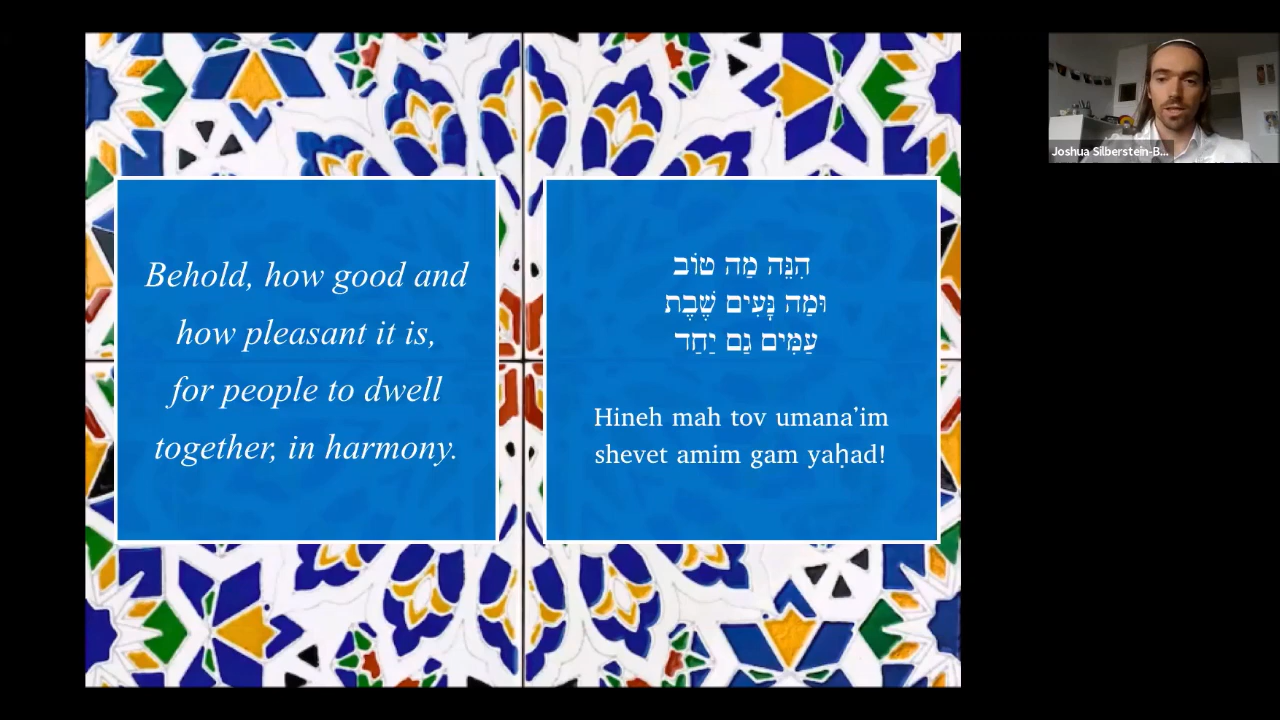 Behold, how good and
how pleasant it is,
for people to dwell
together, in harmony.
הִנֵּה מַה טוֹב
וּמַה נָּעִים שֶׁבֶת
עַמִּים גַם יַחַד
Hineh mah tov umana’im
shevet amim gam yaḥad!
Joshua Silberstein-B...